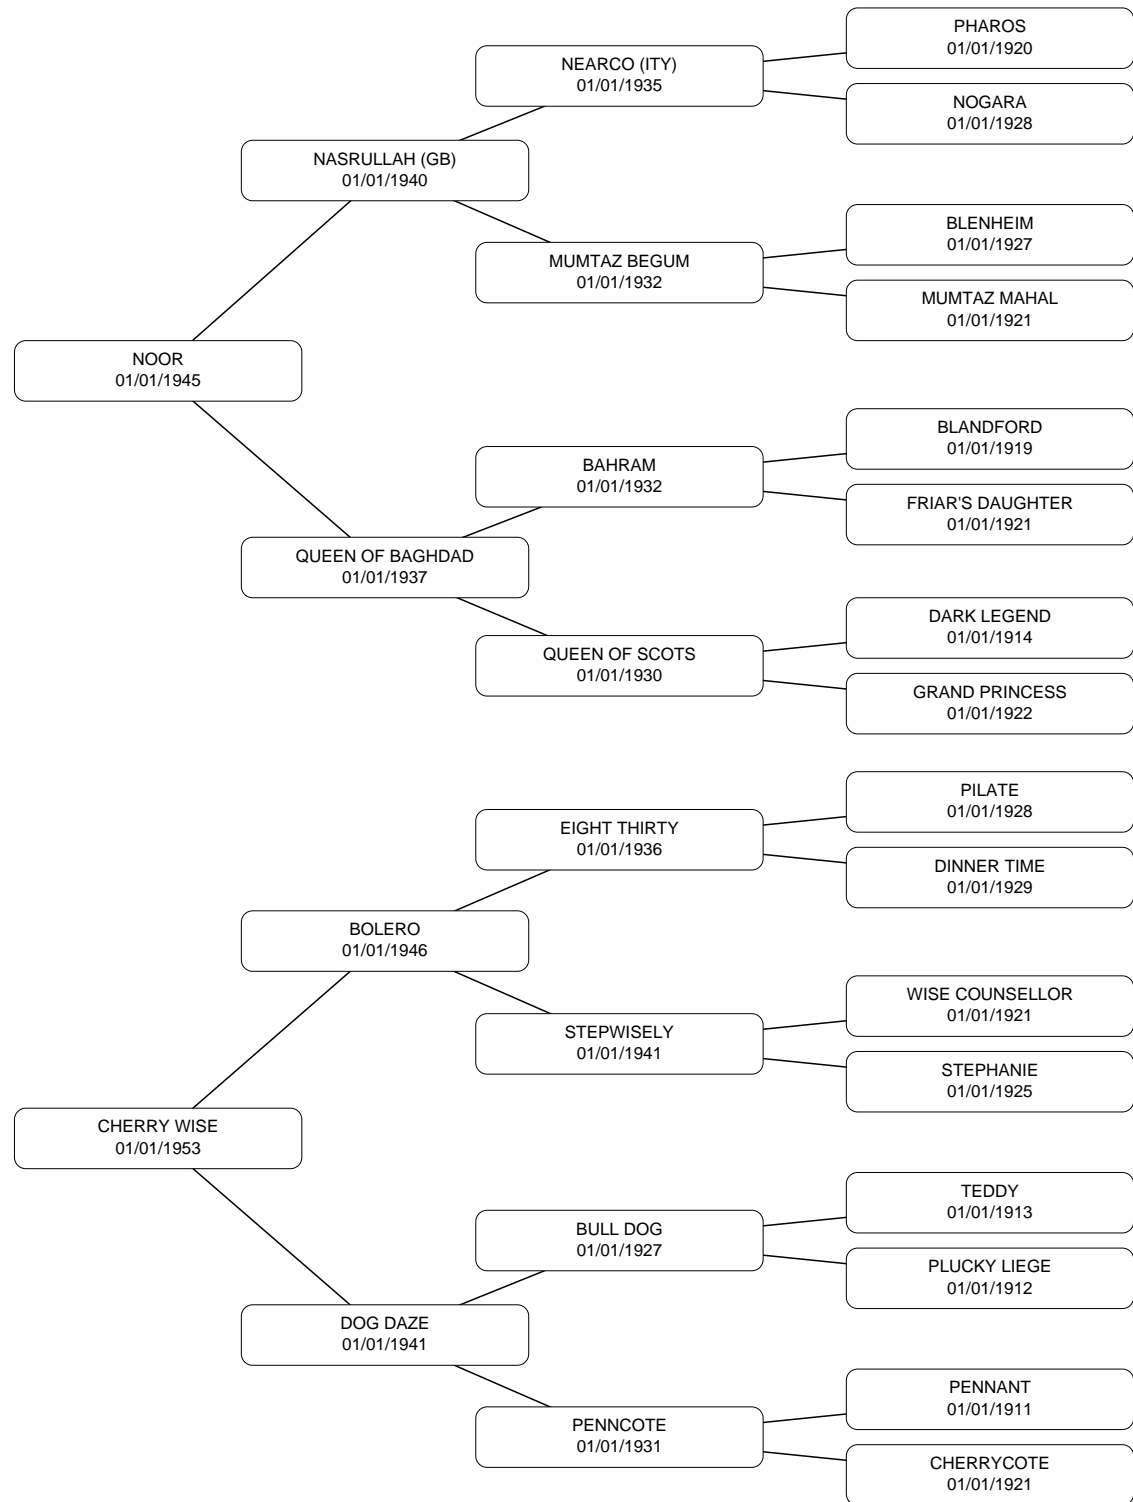 PHAROS
01/01/1920
NEARCO (ITY)
01/01/1935
NOGARA
01/01/1928
NASRULLAH (GB)
01/01/1940
BLENHEIM
01/01/1927
MUMTAZ BEGUM
01/01/1932
MUMTAZ MAHAL
01/01/1921
NOOR
01/01/1945
BLANDFORD
01/01/1919
BAHRAM
01/01/1932
FRIAR'S DAUGHTER
01/01/1921
QUEEN OF BAGHDAD
01/01/1937
DARK LEGEND
01/01/1914
QUEEN OF SCOTS
01/01/1930
GRAND PRINCESS
01/01/1922
PILATE
01/01/1928
EIGHT THIRTY
01/01/1936
DINNER TIME
01/01/1929
BOLERO
01/01/1946
WISE COUNSELLOR
01/01/1921
STEPWISELY
01/01/1941
STEPHANIE
01/01/1925
CHERRY WISE
01/01/1953
TEDDY
01/01/1913
BULL DOG
01/01/1927
PLUCKY LIEGE
01/01/1912
DOG DAZE
01/01/1941
PENNANT
01/01/1911
PENNCOTE
01/01/1931
CHERRYCOTE
01/01/1921